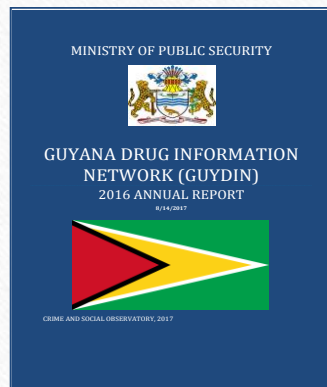 MINISTRY OF PUBLIC SECURITY
GUYANA DRUG INFORMATION
NETWORK (GUYDIN)
2016 ANNUAL REPORT
8/14/2017
CRIME AND SOCIAL OBSERVATORY, 2017